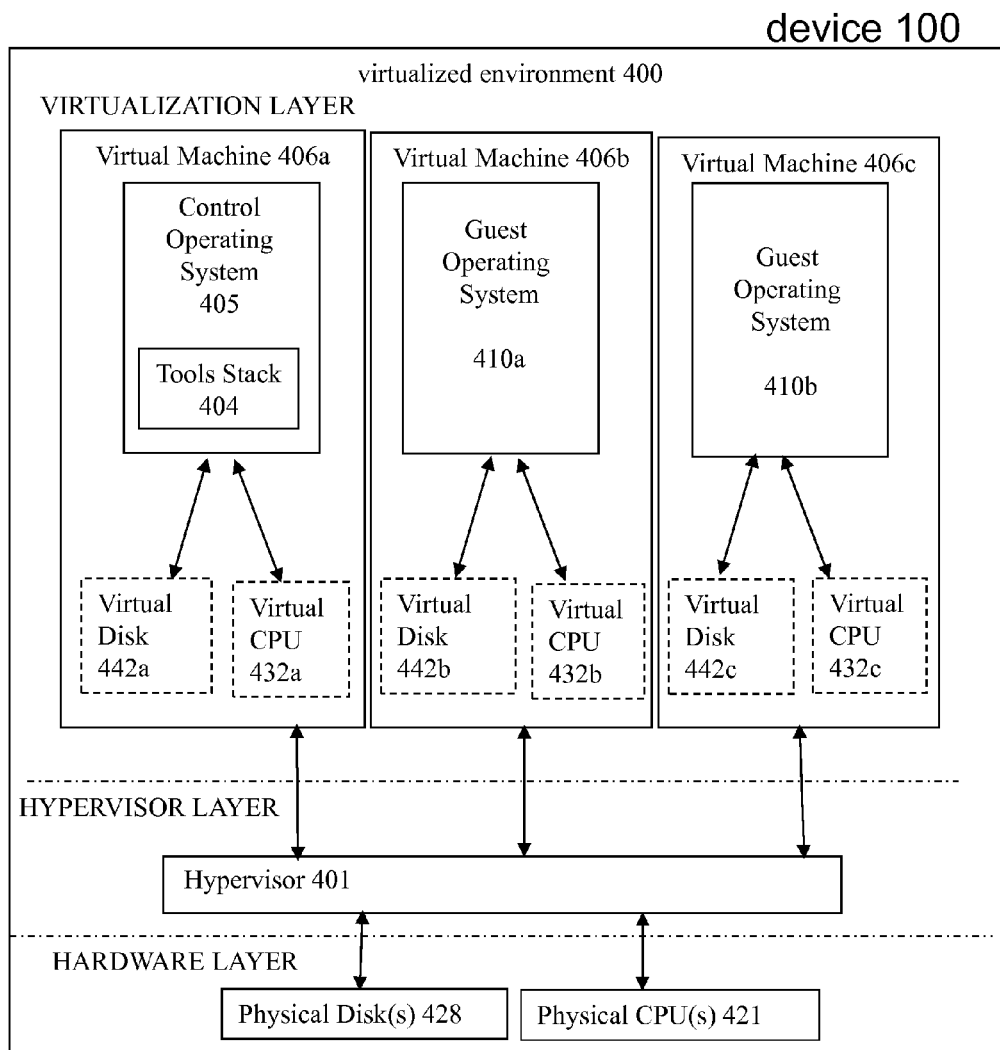 device 100
virtualized environment 400
VIRTUALIZATION LAYER
Virtual Machine 406a
Control
Operating
System
405
Tools Stack
404
Virtual
Disk
442a
Virtual
CPU
432a
Virtual Machine 406b
Guest
Operating
System
410a
Virtual
Disk
442b
Virtual
CPU
432b
Virtual Machine 406c
Guest
Operating
System
410b
Virtual
Disk
442c
Virtual
CPU
432c
HYPERVISOR LAYER
Hypervisor 401
HARDWARE LAYER
Physical Disk(s) 428
Physical CPU(s) 421